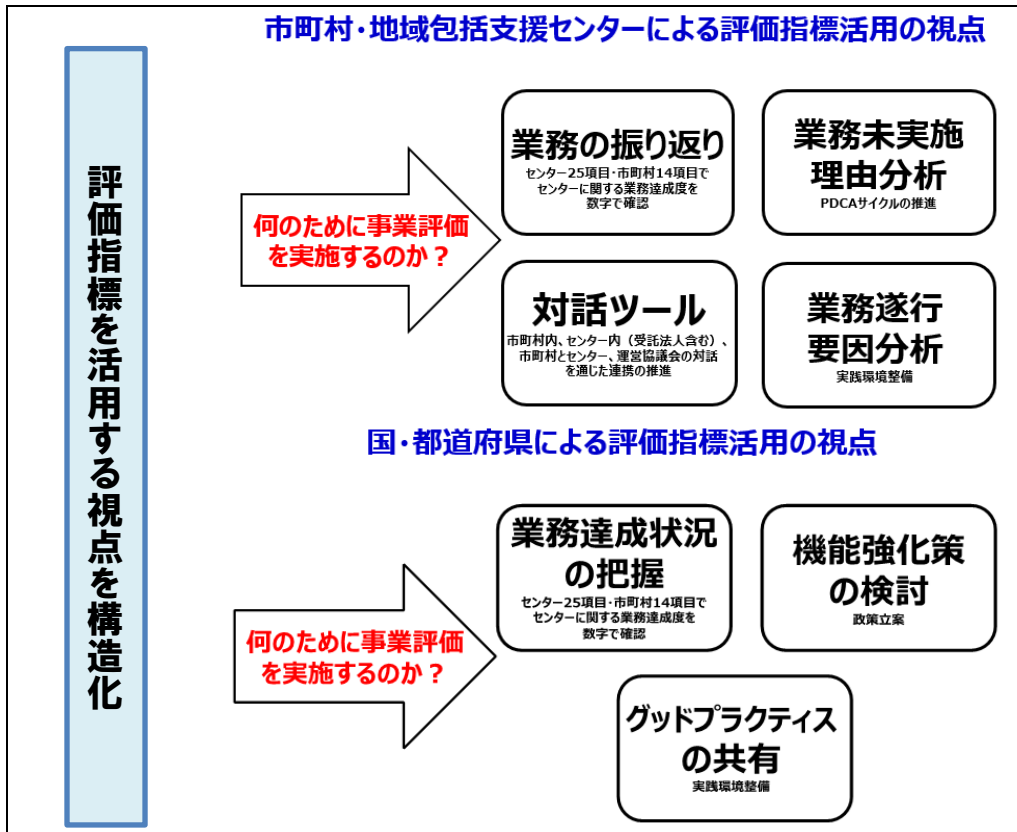 評価指標を活用する視点を構造化
市町村・地域包括支援センターによる評価指標活用の視点
何のために事業評価
を実施するのか？
業務の振り返り
センター25項目・市町村14項目で
センターに関する業務達成度を
数字で確認
業務未実施
理由分析
PDCAサイクルの推進
対話ツール
市町村内、センター内（受託法人含む）、
市町村とセンター、運営協議会の対話
を通じた連携の推進
業務遂行
要因分析
実践環境整備
国・都道府県による評価指標活用の視点
何のために事業評価
を実施するのか？
業務達成状況
の把握
センター25項目・市町村14項目で
センターに関する業務達成度を
数字で確認
機能強化策
の検討
政策立案
グッドプラクティス
の共有
実践環境整備